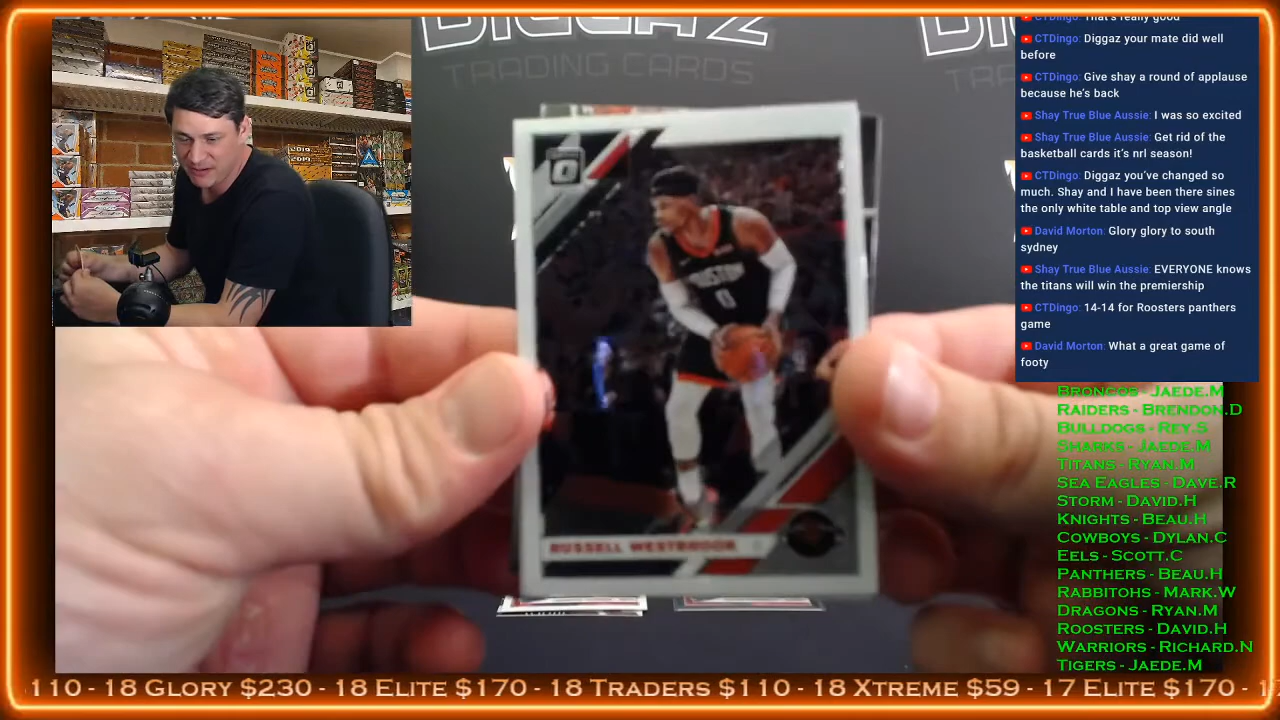 DIGGAZ
TRADING CARDS
CTDingo: That's really good
CTDingo: Diggaz your mate did well
before
CTDingo: Give shay a round of applause
because he's back
Shay True Blue Aussie: I was so excited
Shay True Blue Aussie: Get rid of the
basketball cards it's nrl season!
CTDingo: Diggaz you've changed so
much. Shay and I have been there sines
the only white table and top view angle
David Morton: Glory glory to south
sydney
Shay True Blue Aussie: EVERYONE knows
the titans will win the premiership
CTDingo: 14-14 for Roosters panthers
game
David Morton: What a great game of
footy
HOUSTON
0
RUSSELL WESTBROOK
BRONCOS - JAEDE.M
RAIDERS - BRENDON.D
BULLDOGS - REY.S
SHARKS - JAEDE.M
TITANS - RYAN.M
SEA EAGLES - DAVE.R
STORM - DAVID.H
KNIGHTS - BEAU.H
COWBOYS - DYLAN.C
EELS - SCOTT.C
PANTHERS - BEAU.H
RABBITOHS - MARK.W
DRAGONS - RYAN.M
ROOSTERS - DAVID.H
WARRIORS - RICHARD.N
TIGERS - JAEDE.M
110 - 18 GLORY $230 - 18 ELITE $170 - 18 TRADERS $110 - 18 XTREME $59 - 17 ELITE $170 -